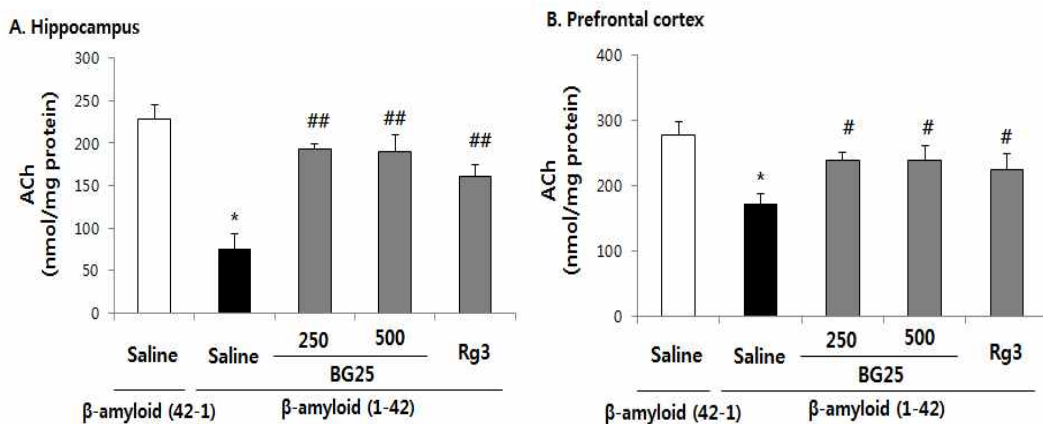 A. Hippocampus
300
250
200
150
100
50
0
ACh
(nmol/mg protein)
*
##
##
##
Saline
Saline
250
500
Rg3
BG25
β-amyloid (42-1)
β-amyloid (1-42)
B. Prefrontal cortex
400
300
200
100
0
ACh
(nmol/mg protein)
*
#
#
#
Saline
Saline
250
500
Rg3
BG25
β-amyloid (42-1)
β-amyloid (1-42)